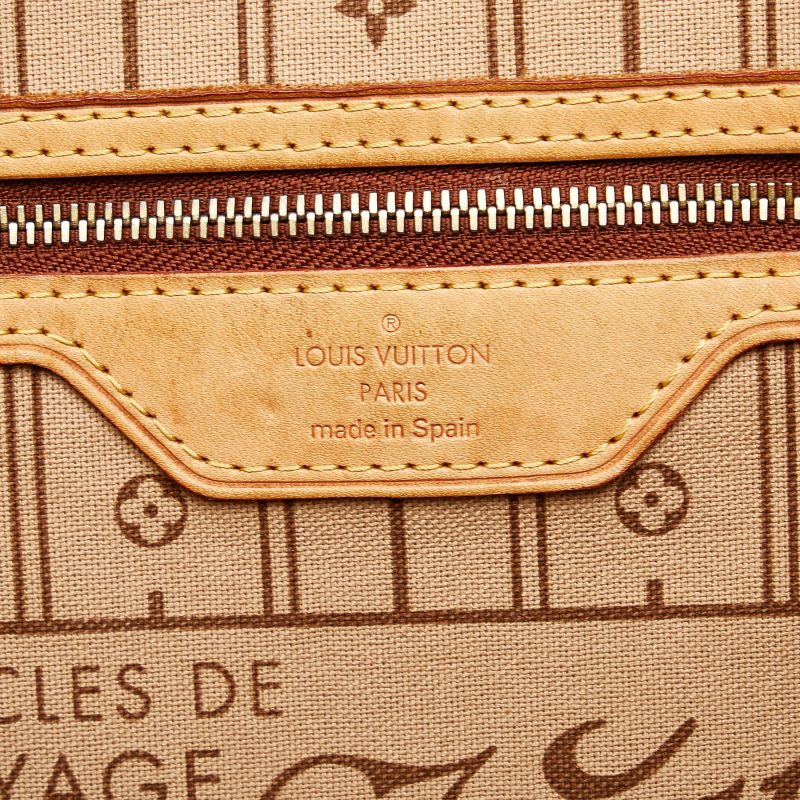 ®
LOUIS VUITTON
PARIS
made in Spain
CLES DE
YAGE